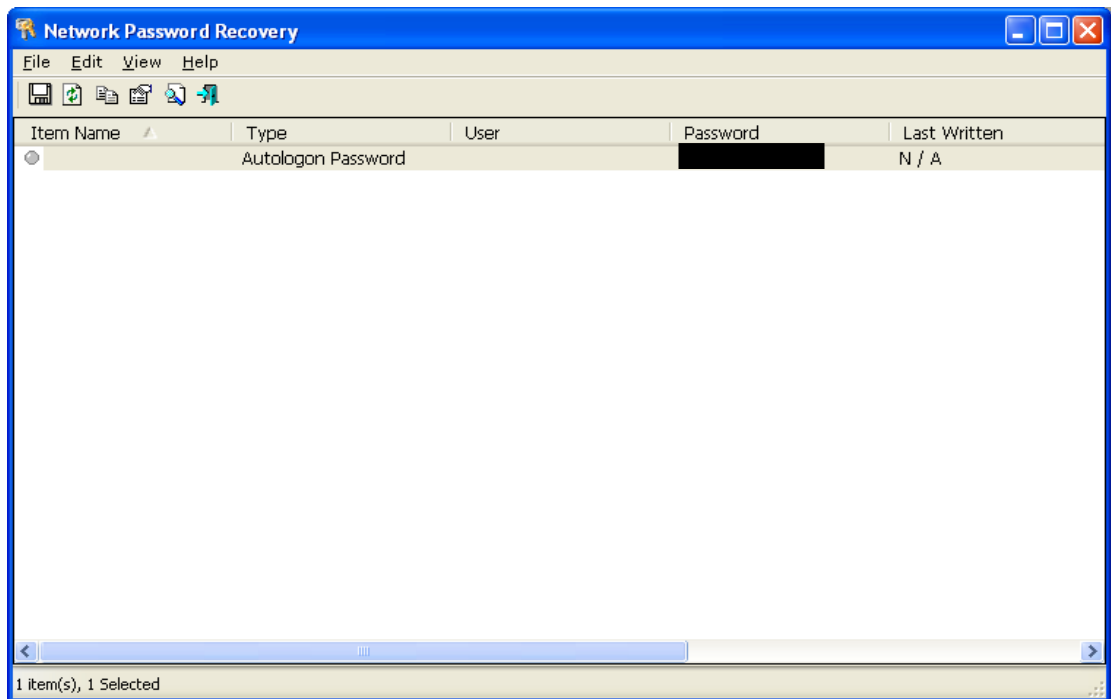 Network Password Recovery
File Edit View Help
Item Name Type User Password Last Written
Autologon Password N / A
1 item(s), 1 Selected